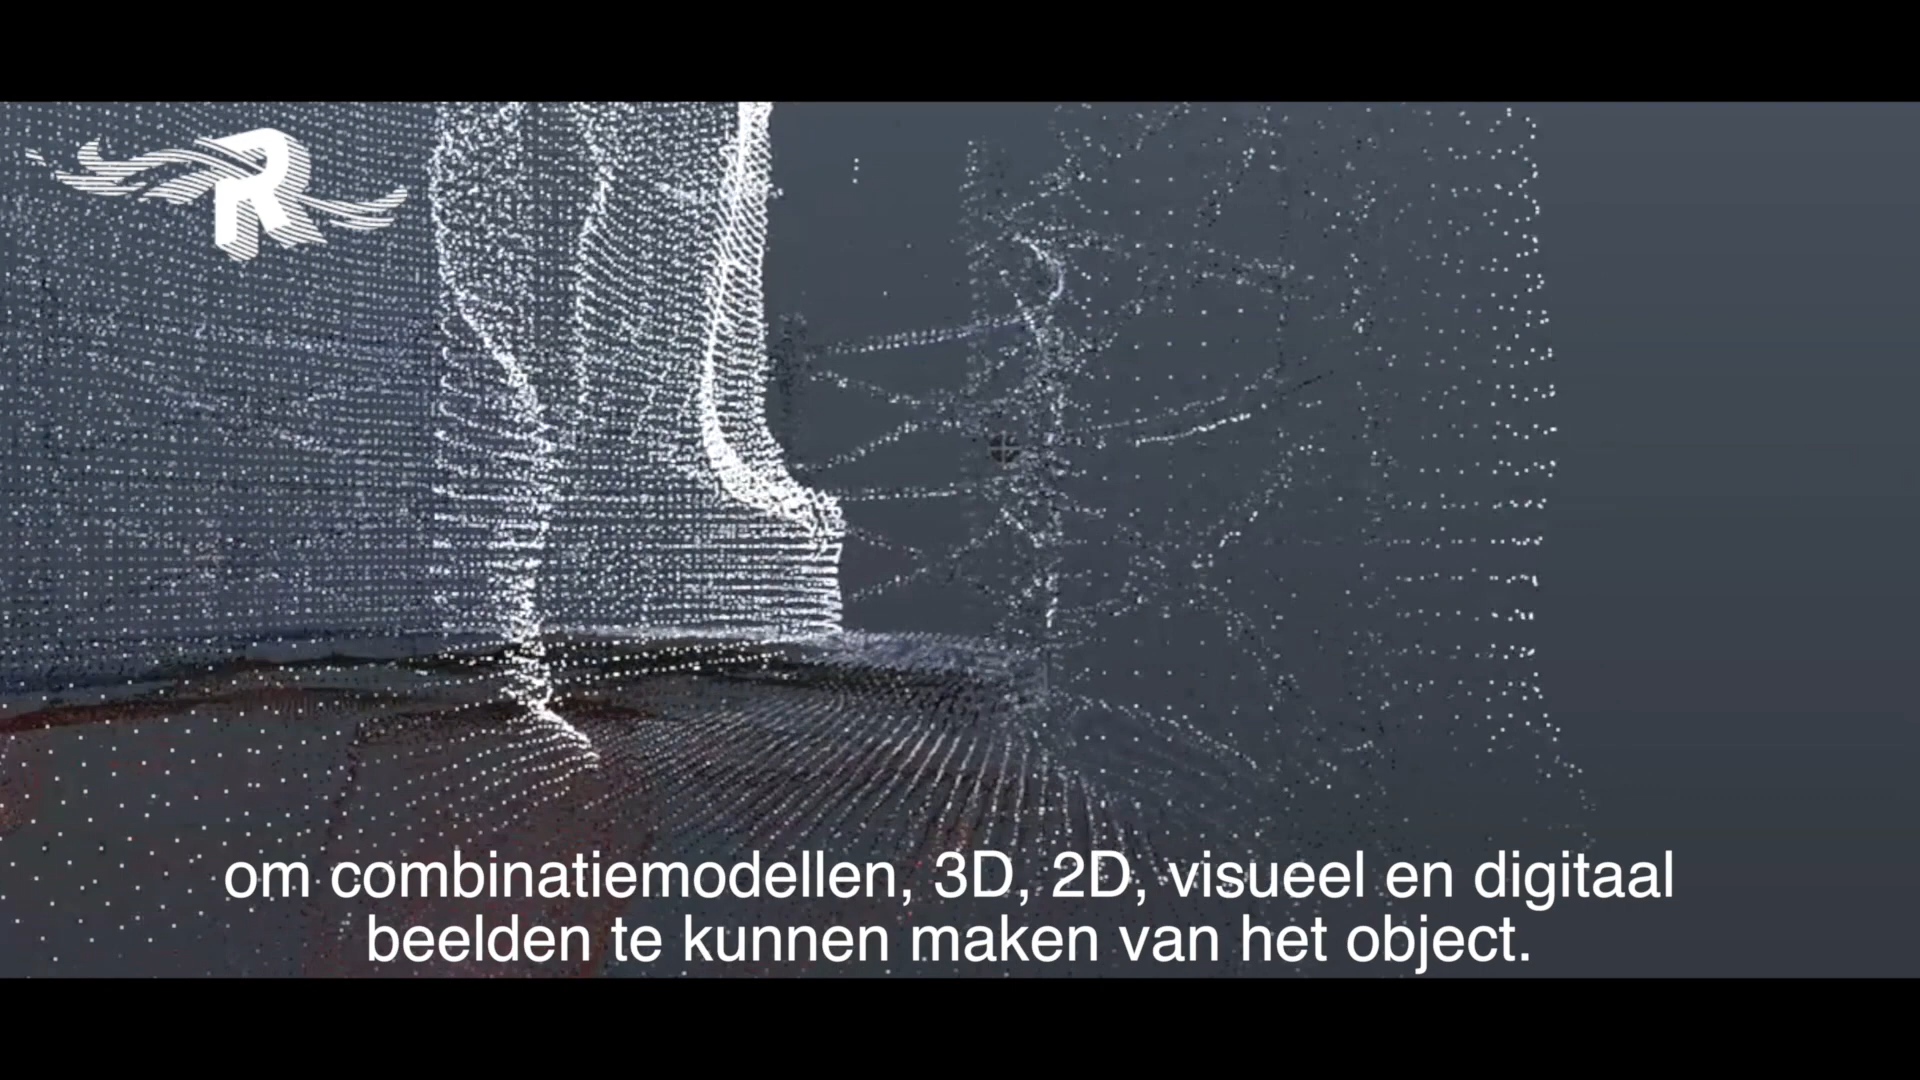 R
om combinatiemodellen, 3D, 2D, visueel en digitaal
beelden te kunnen maken van het object.